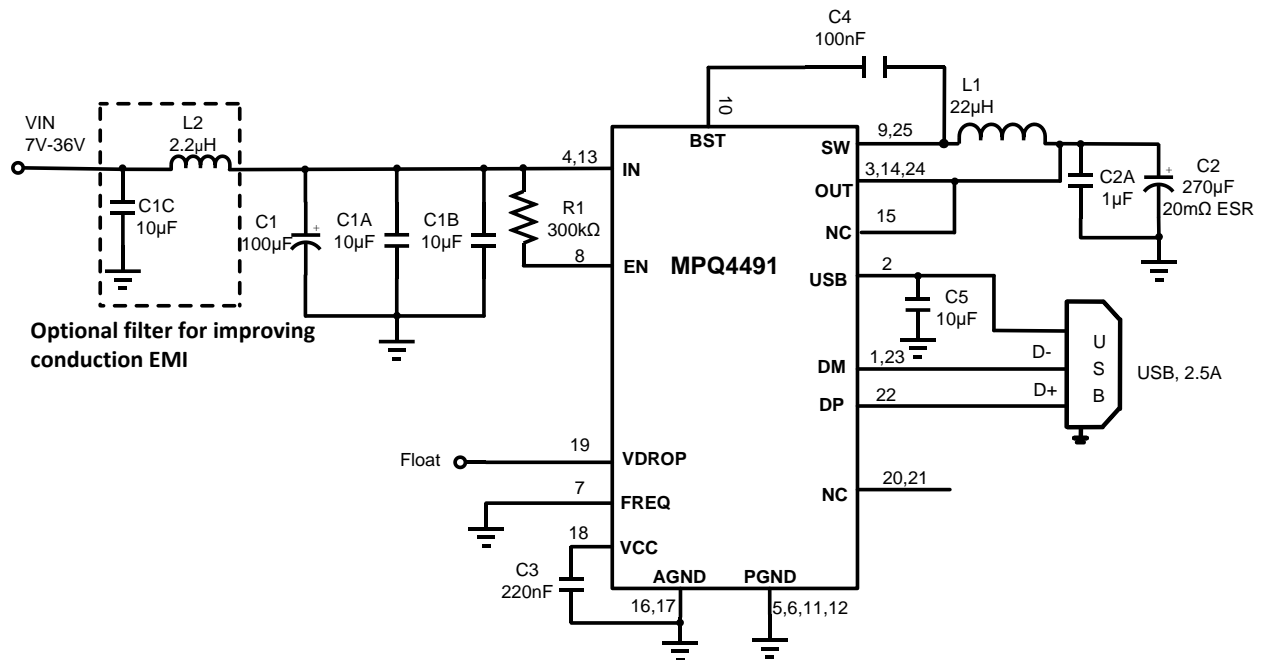 C4
100nF
10
L1
22µH
VIN
7V-36V
L2
2.2µH
4,13
BST
9,25
SW
IN
3,14,24
OUT
15
NC
C2A
1µF
+
C2
270µF
20mΩ ESR
C1C
10µF
C1
100µF
+
C1A
10µF
C1B
10µF
R1
300kΩ
8
EN
MPQ4491
2
USB
C5
10µF
Optional filter for improving
conduction EMI
1,23
DM
D-
22
DP
D+
U
S
B
USB, 2.5A
Float
19
VDROP
20,21
NC
7
FREQ
18
VCC
C3
220nF
AGND
PGND
16,17
5,6,11,12